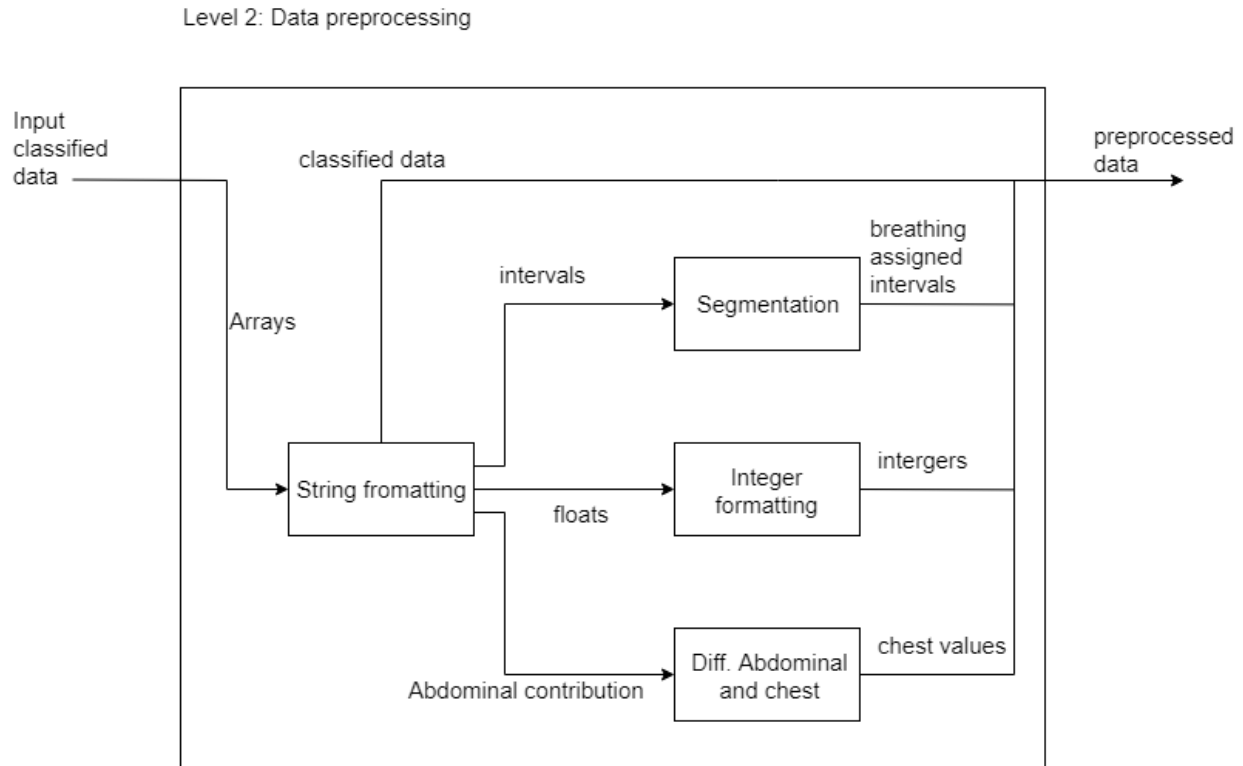 Level 2: Data preprocessing
Input
classified
data
classified data
preprocessed
data
breathing
assigned
intervals
intervals
Segmentation
Arrays
String fromatting
floats
Integer
formatting
intergers
Abdominal contribution
Diff. Abdominal
and chest
chest values